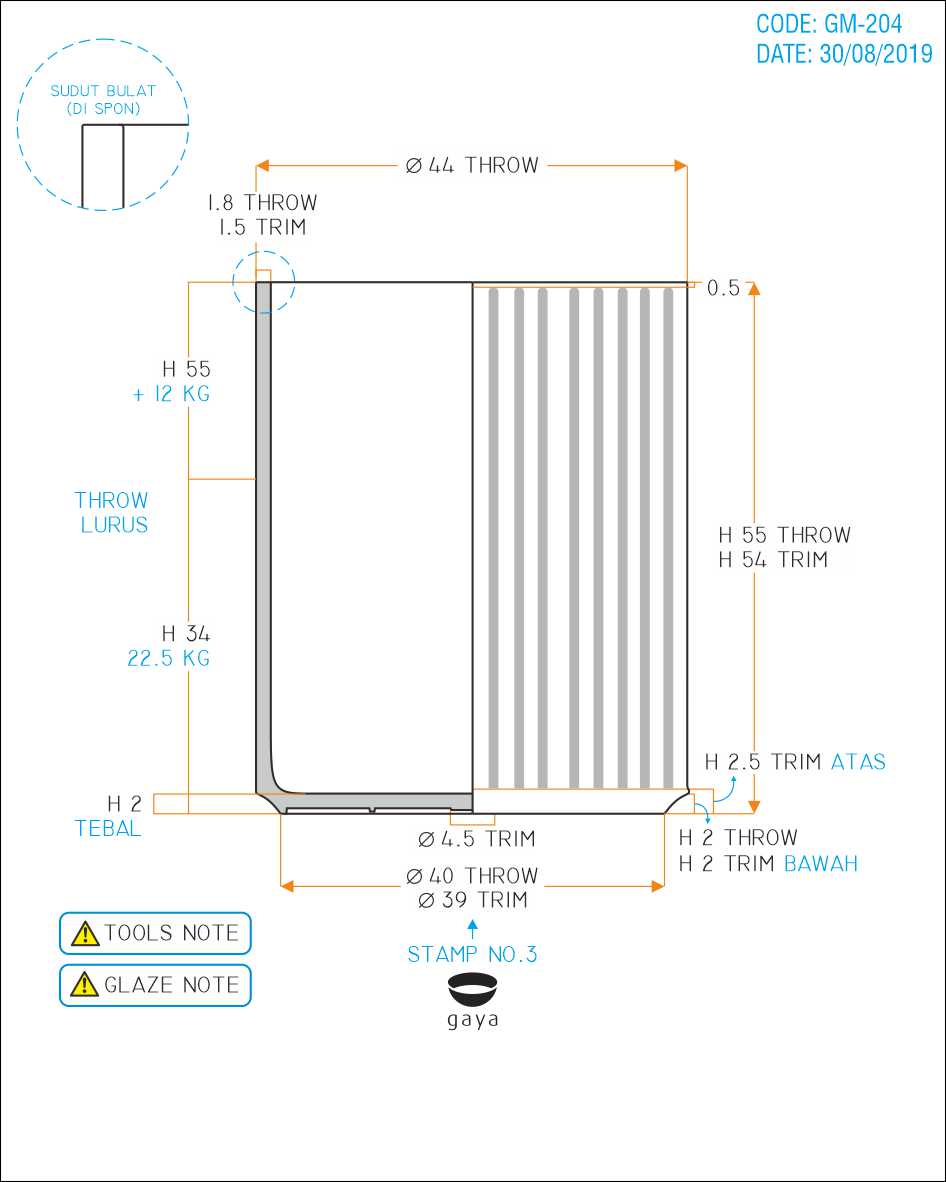 CODE: GM-204
DATE: 30/08/2019
SUDUT BULAT
(DI SPON)
Ø 44 THROW
1.8 THROW
1.5 TRIM
0.5
H 55
+ 12 KG
THROW
LURUS
H 55 THROW
H 54 TRIM
H 34
22.5 KG
H 2.5 TRIM ATAS
H 2
TEBAL
Ø 4.5 TRIM
H 2 THROW
H 2 TRIM BAWAH
Ø 40 THROW
Ø 39 TRIM
TOOLS NOTE
STAMP NO.3
GLAZE NOTE
gaya